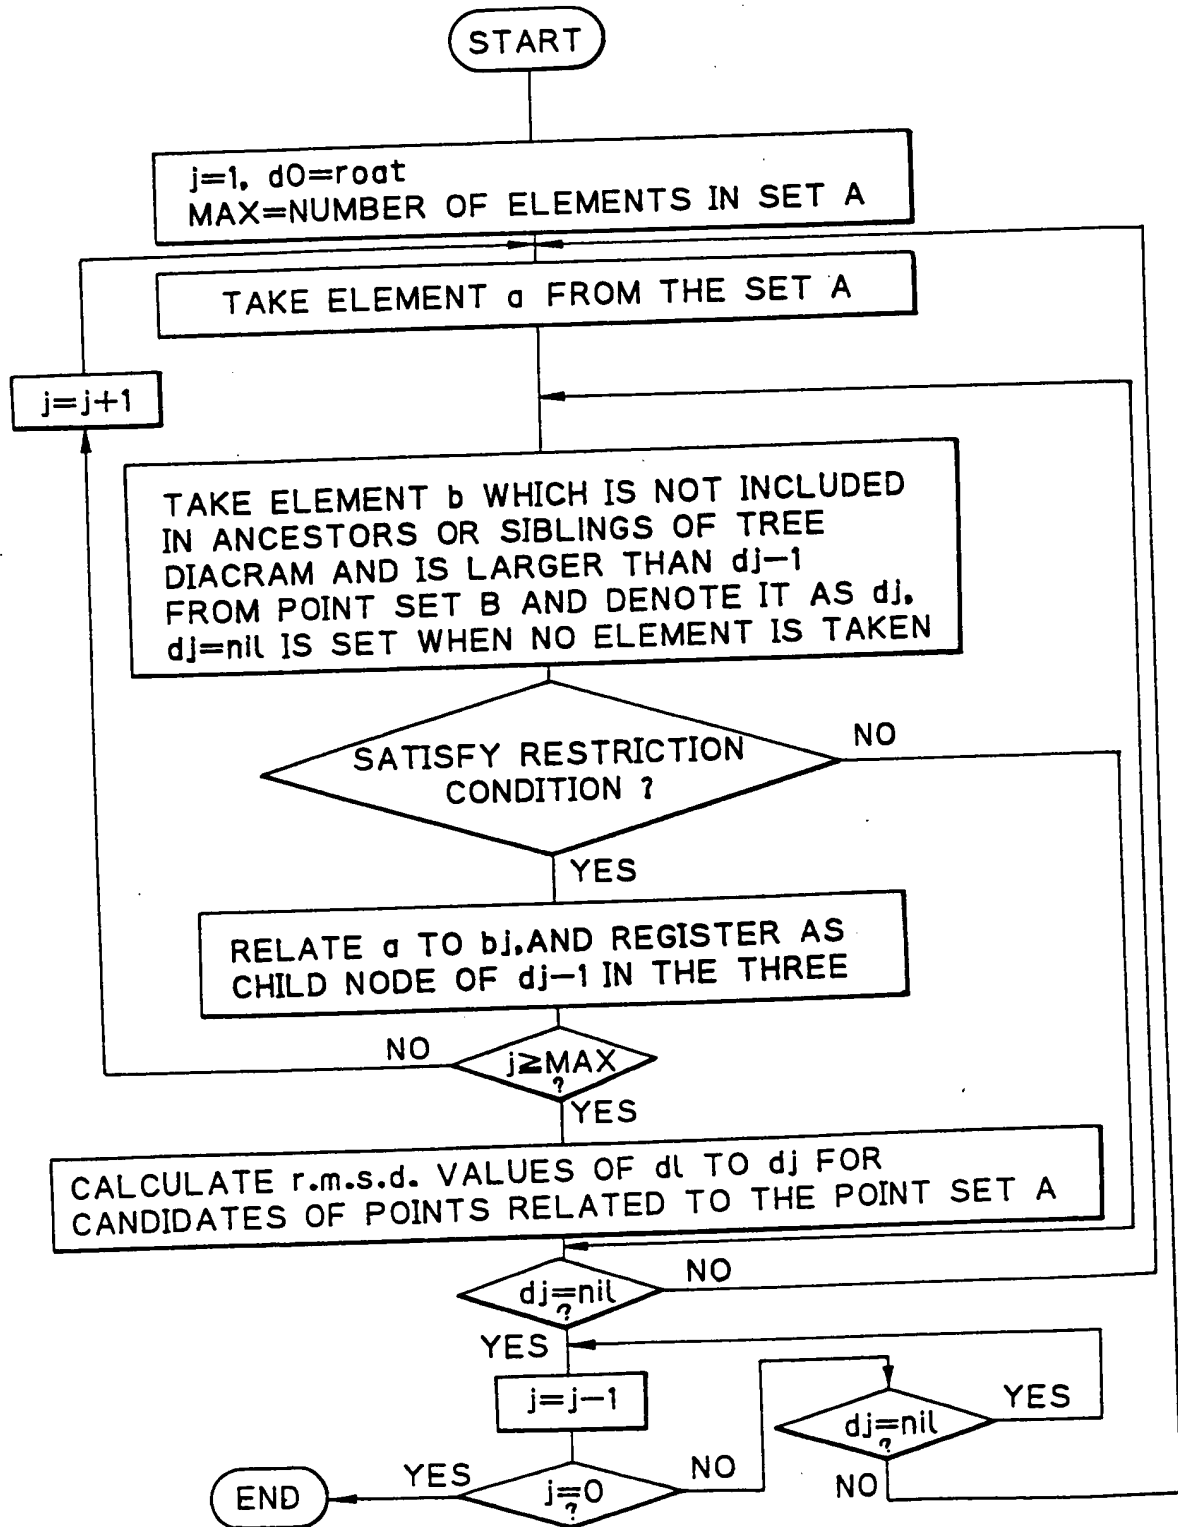 START
j=1, d0=roat
MAX=NUMBER OF ELEMENTS IN SET A
TAKE ELEMENT a FROM THE SET A
j=j+1
TAKE ELEMENT b WHICH IS NOT INCLUDED
IN ANCESTORS OR SIBLINGS OF TREE
DIACRAM AND IS LARGER THAN dj-1
FROM POINT SET B AND DENOTE IT AS dj.
dj=nil IS SET WHEN NO ELEMENT IS TAKEN
SATISFY RESTRICTION
CONDITION ?
NO
YES
RELATE a TO bj,AND REGISTER AS
CHILD NODE OF dj-1 IN THE THREE
NO
j≧MAX
?
YES
CALCULATE r.m.s.d. VALUES OF dl TO dj FOR
CANDIDATES OF POINTS RELATED TO THE POINT SET A
dj=nil
?
NO
YES
j=j-1
dj=nil
?
YES
NO
j=0
?
NO
YES
END